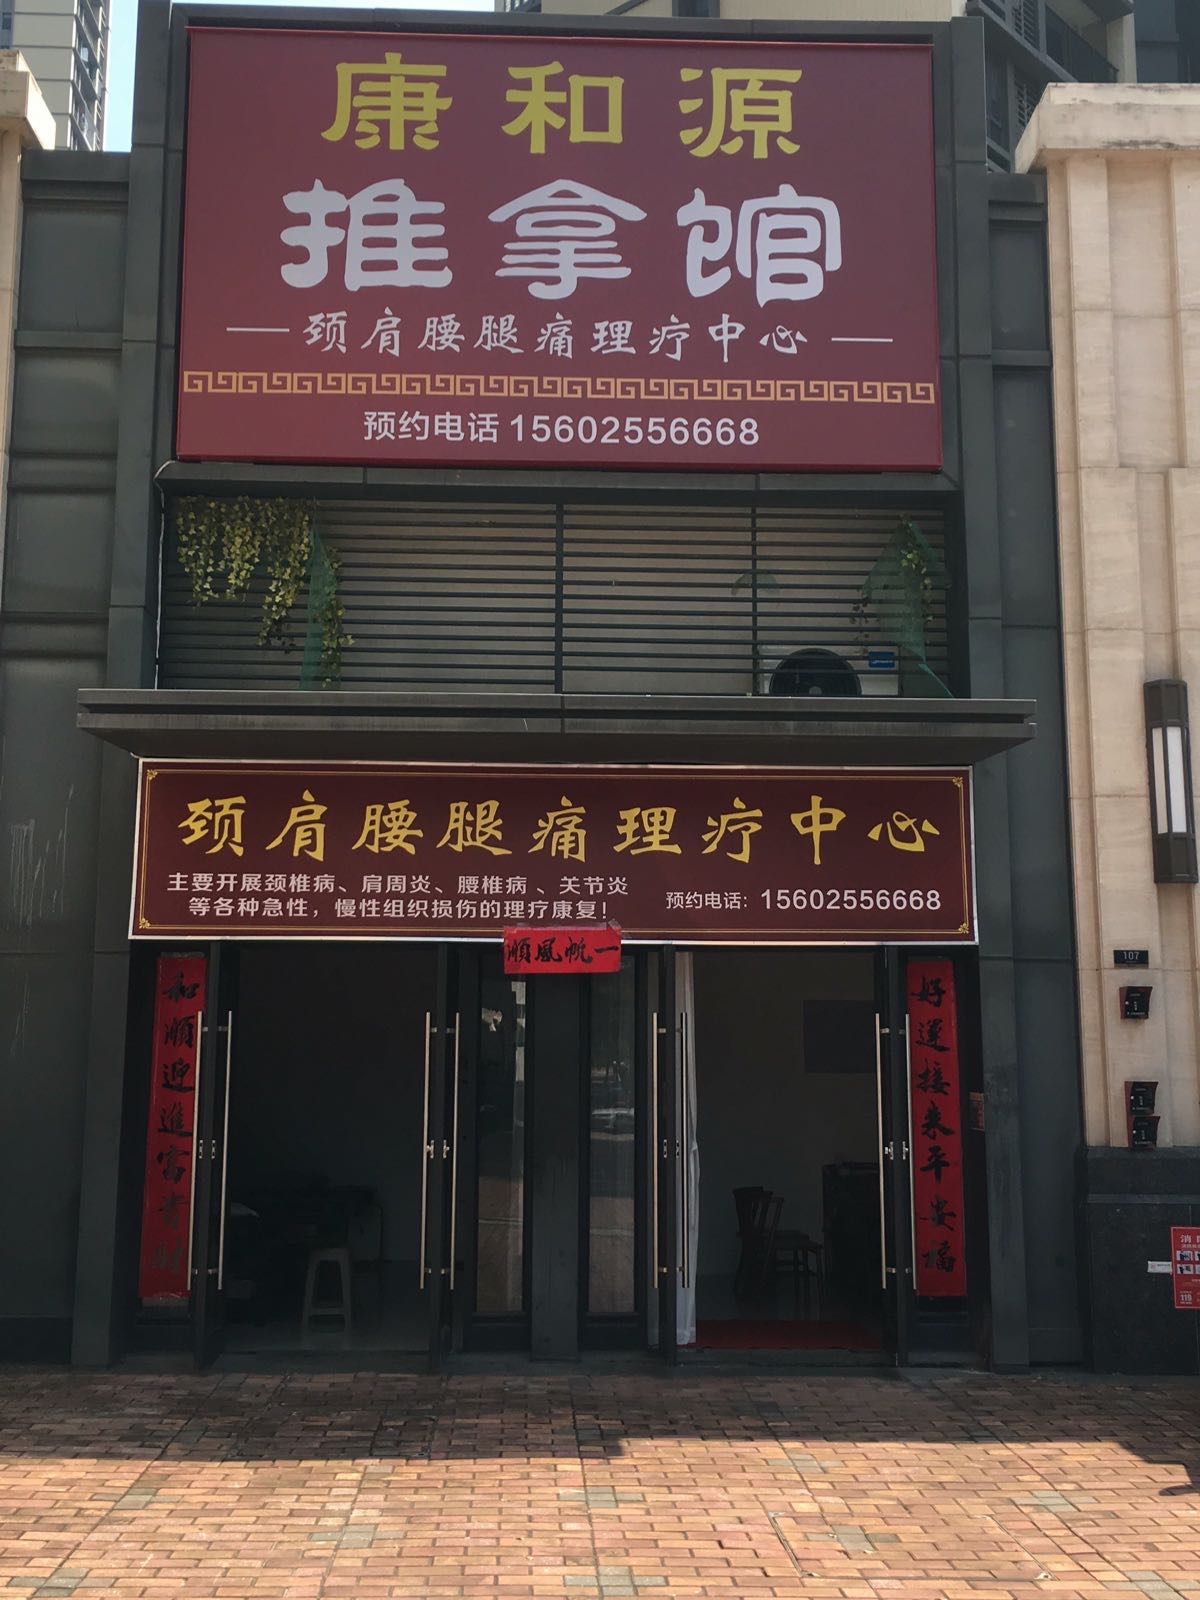 康和源
推拿馆
颈肩腰腿痛理疗中心
预约电话 15602556668
颈肩腰腿痛理疗中心
主要开展颈椎病、肩周炎、腰椎病、关节炎
等各种急性，慢性组织损伤的理疗康复！
预约电话：15602556668
順風帆一
和順迎進富貴財
好運接來平安福
107
119